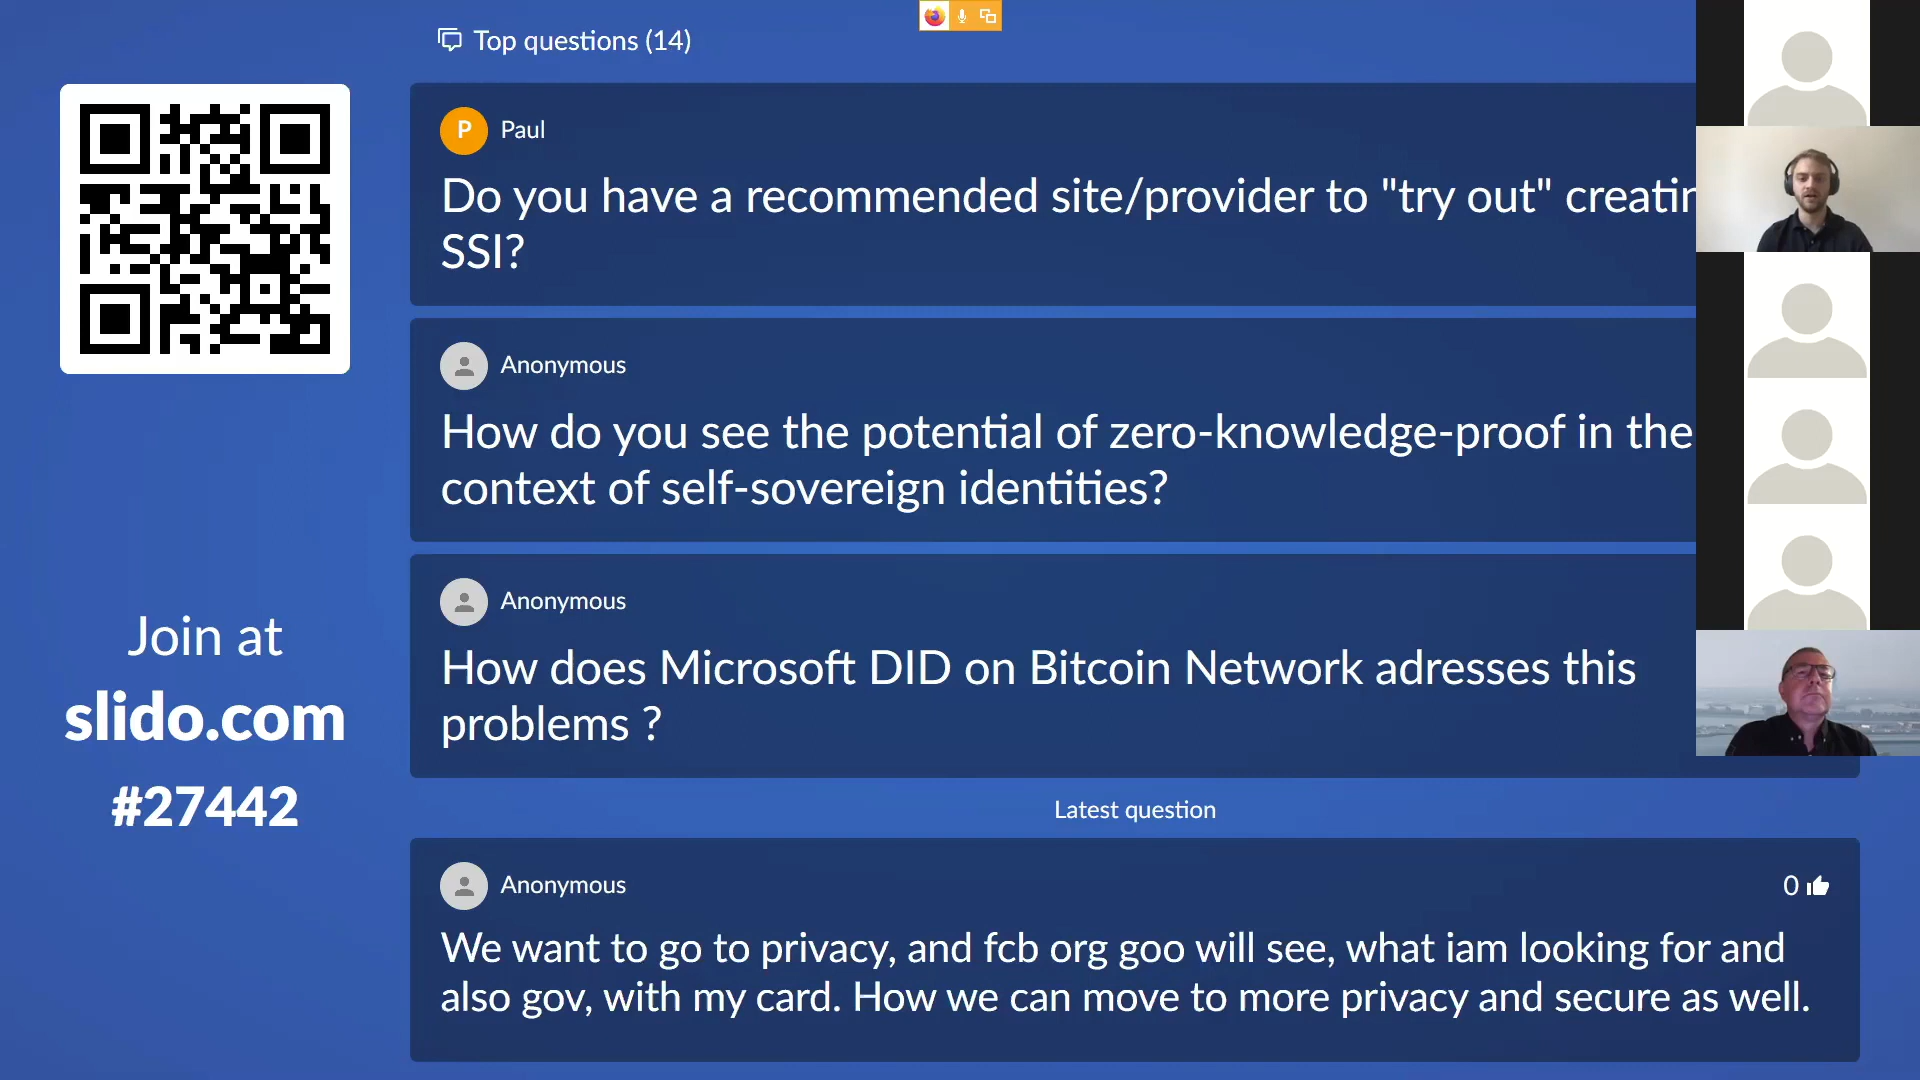 Top questions (14)
P Paul
Do you have a recommended site/provider to "try out" creatin
SSI?
Anonymous
How do you see the potential of zero-knowledge-proof in the
context of self-sovereign identities?
Anonymous
How does Microsoft DID on Bitcoin Network adresses this
problems ?
Join at
slido.com
#27442
Latest question
Anonymous
0
We want to go to privacy, and fcb org goo will see, what iam looking for and
also gov, with my card. How we can move to more privacy and secure as well.